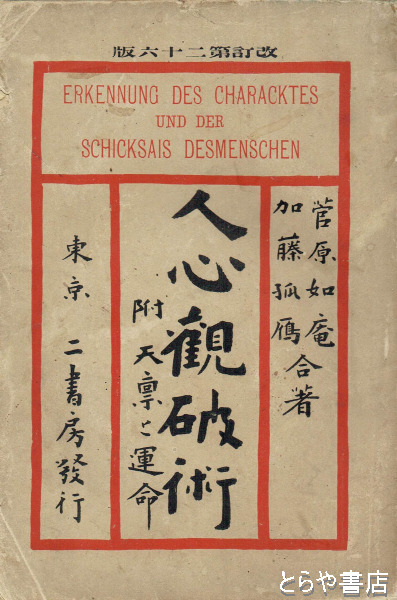 版六十二第訂改
ERKENNUNG DES CHARACKTES
UND DER
SCHICKSAIS DESMENSCHEN
菅原如庵
加藤孤雁
合著
人心觀破術
附 天稟と運命
東京 二書房發行
とらや書店